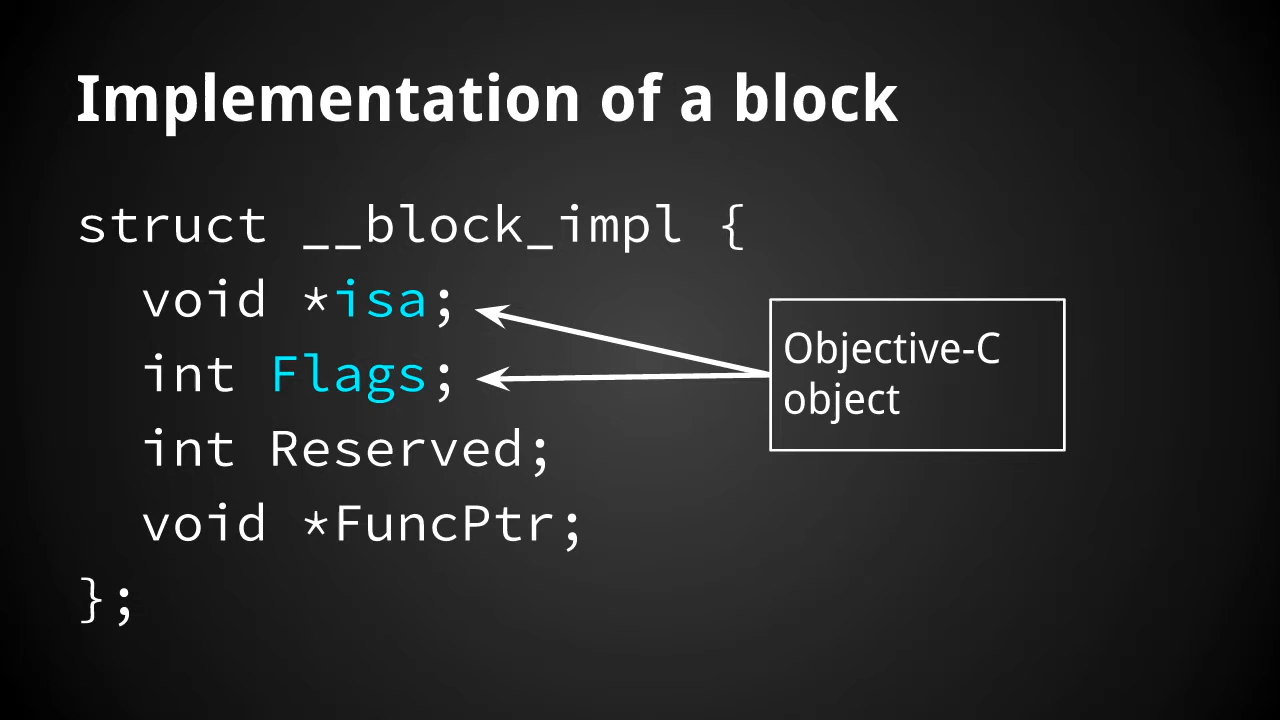 Implementation of a block
struct __block_impl {
void *isa;
int Flags;
int Reserved;
void *FuncPtr;
};
Objective-C
object